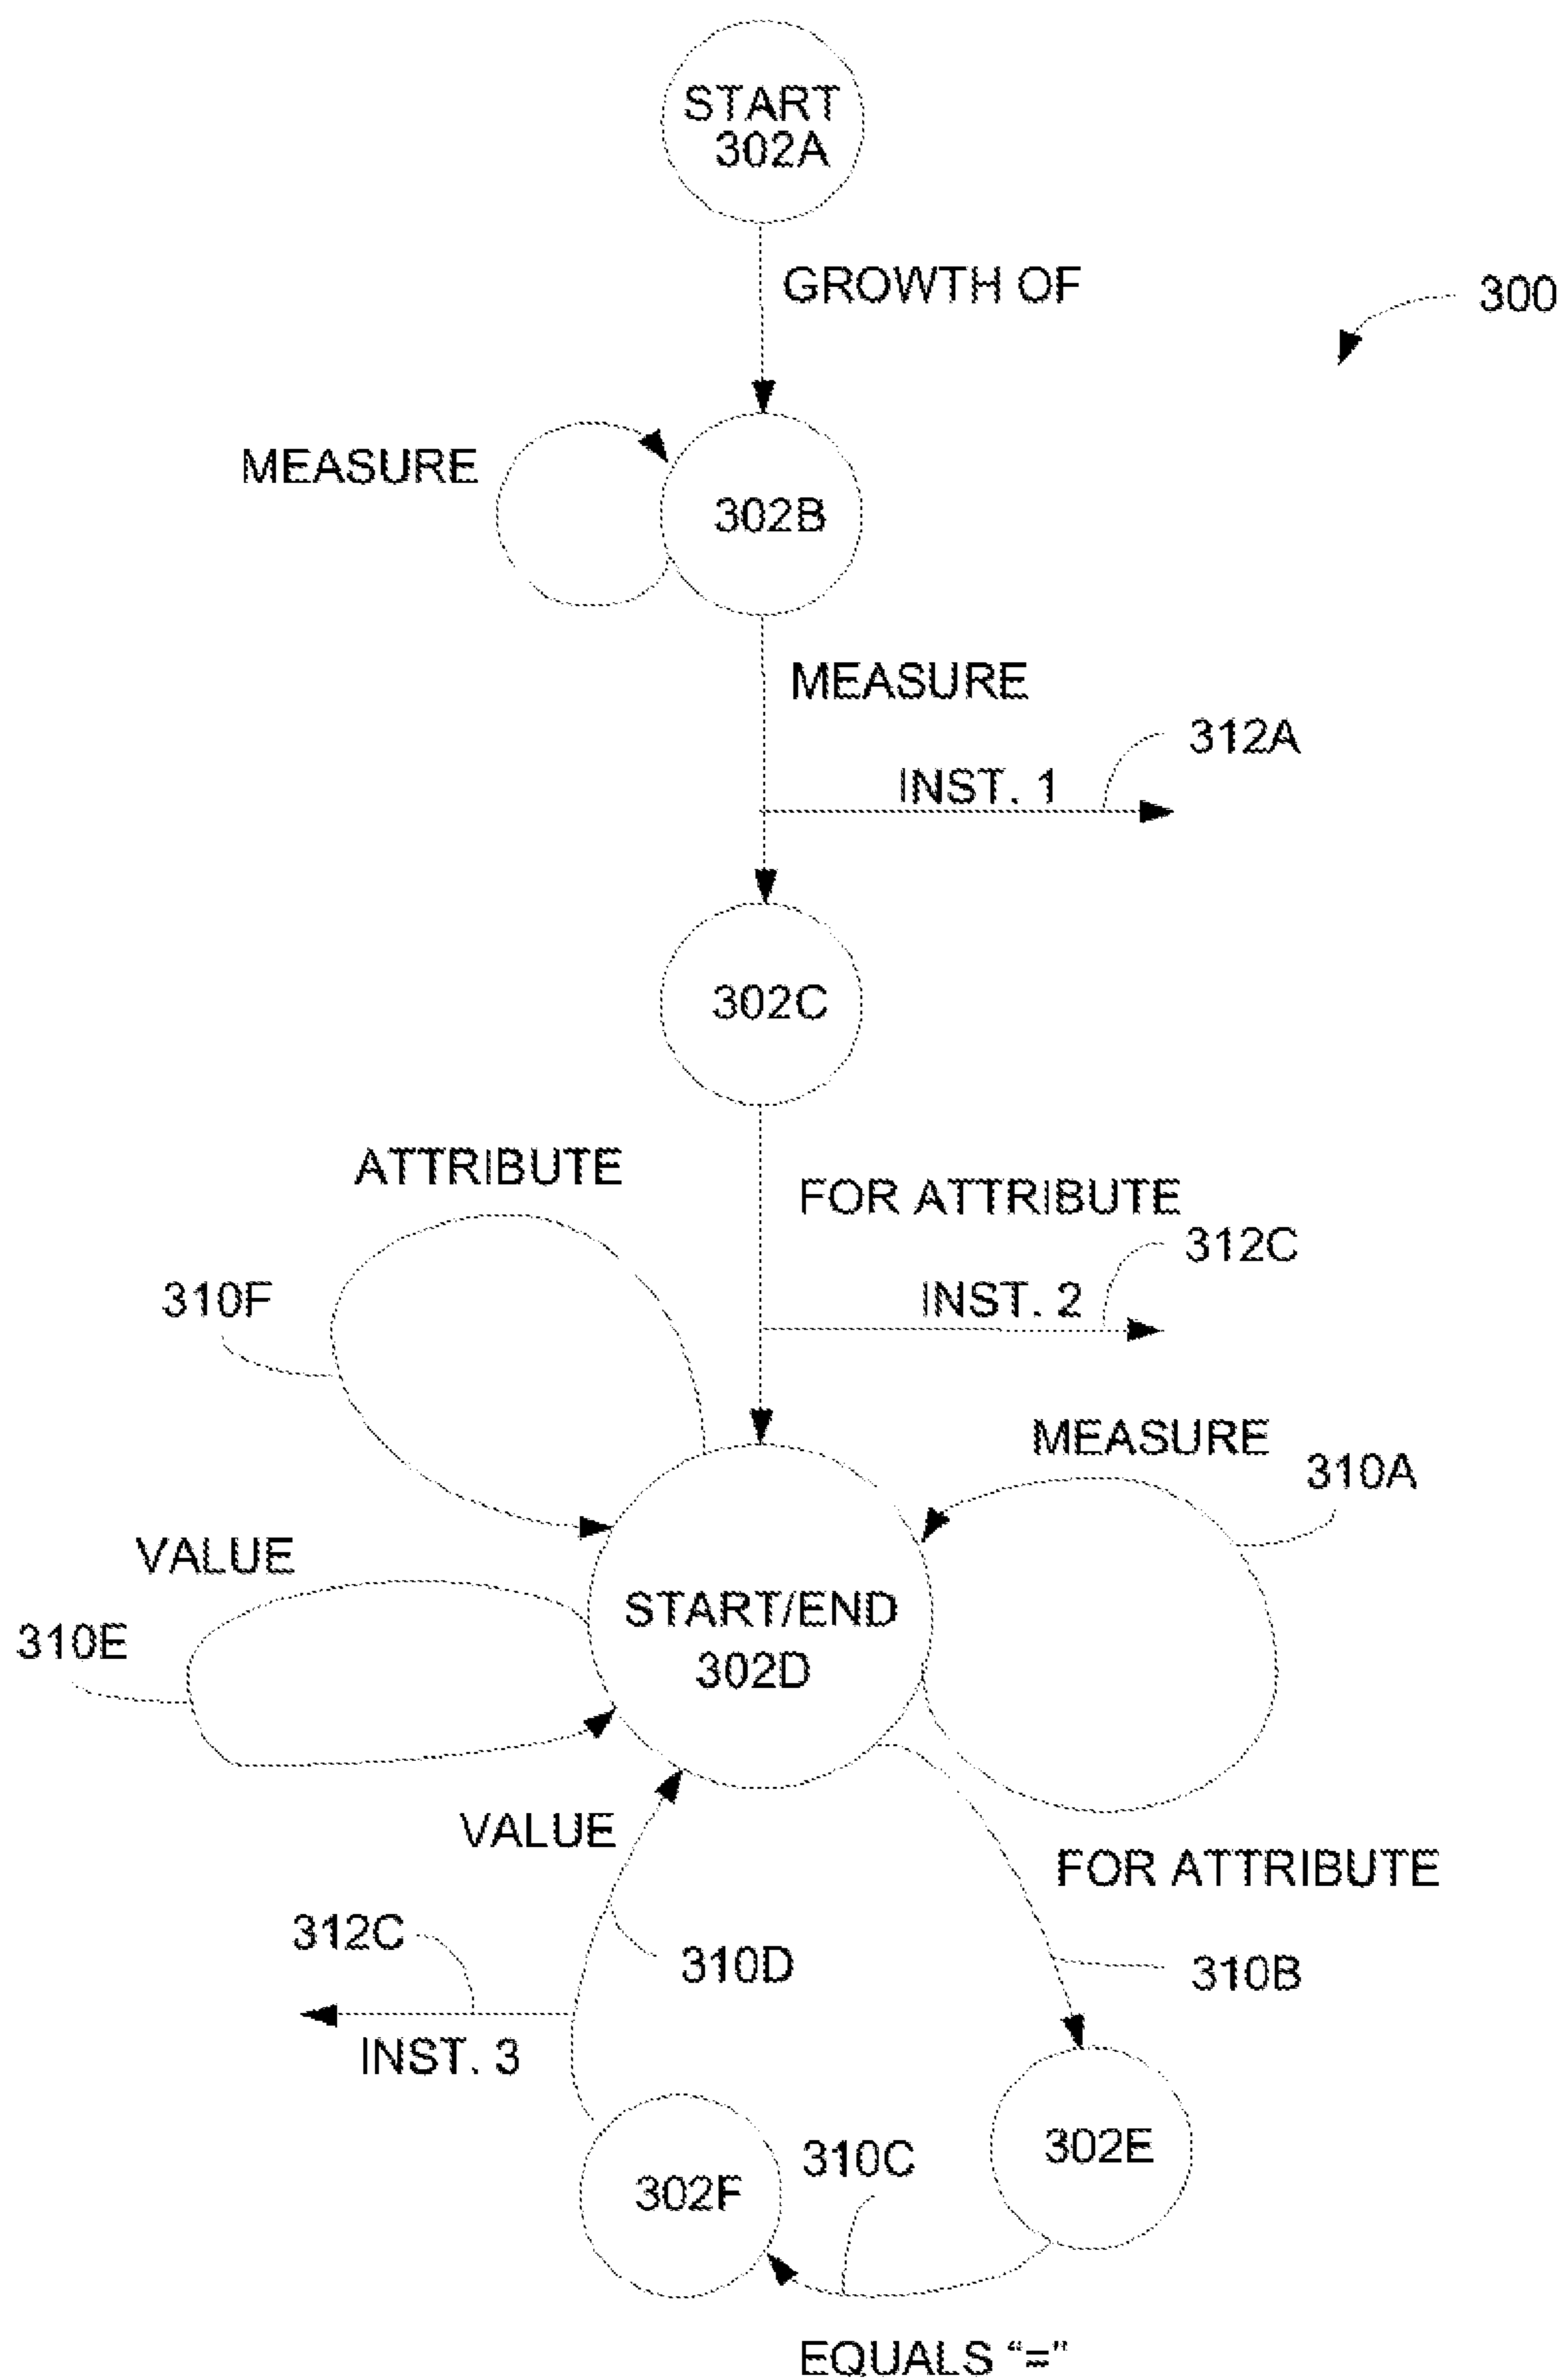 START
302A
GROWTH OF
300
MEASURE
302B
MEASURE
312A
INST. 1
302C
ATTRIBUTE
FOR ATTRIBUTE
312C
310F
INST. 2
MEASURE
310A
VALUE
START/END
302D
310E
VALUE
FOR ATTRIBUTE
312C
310D
310B
INST. 3
302E
310C
302F
EQUALS “=”